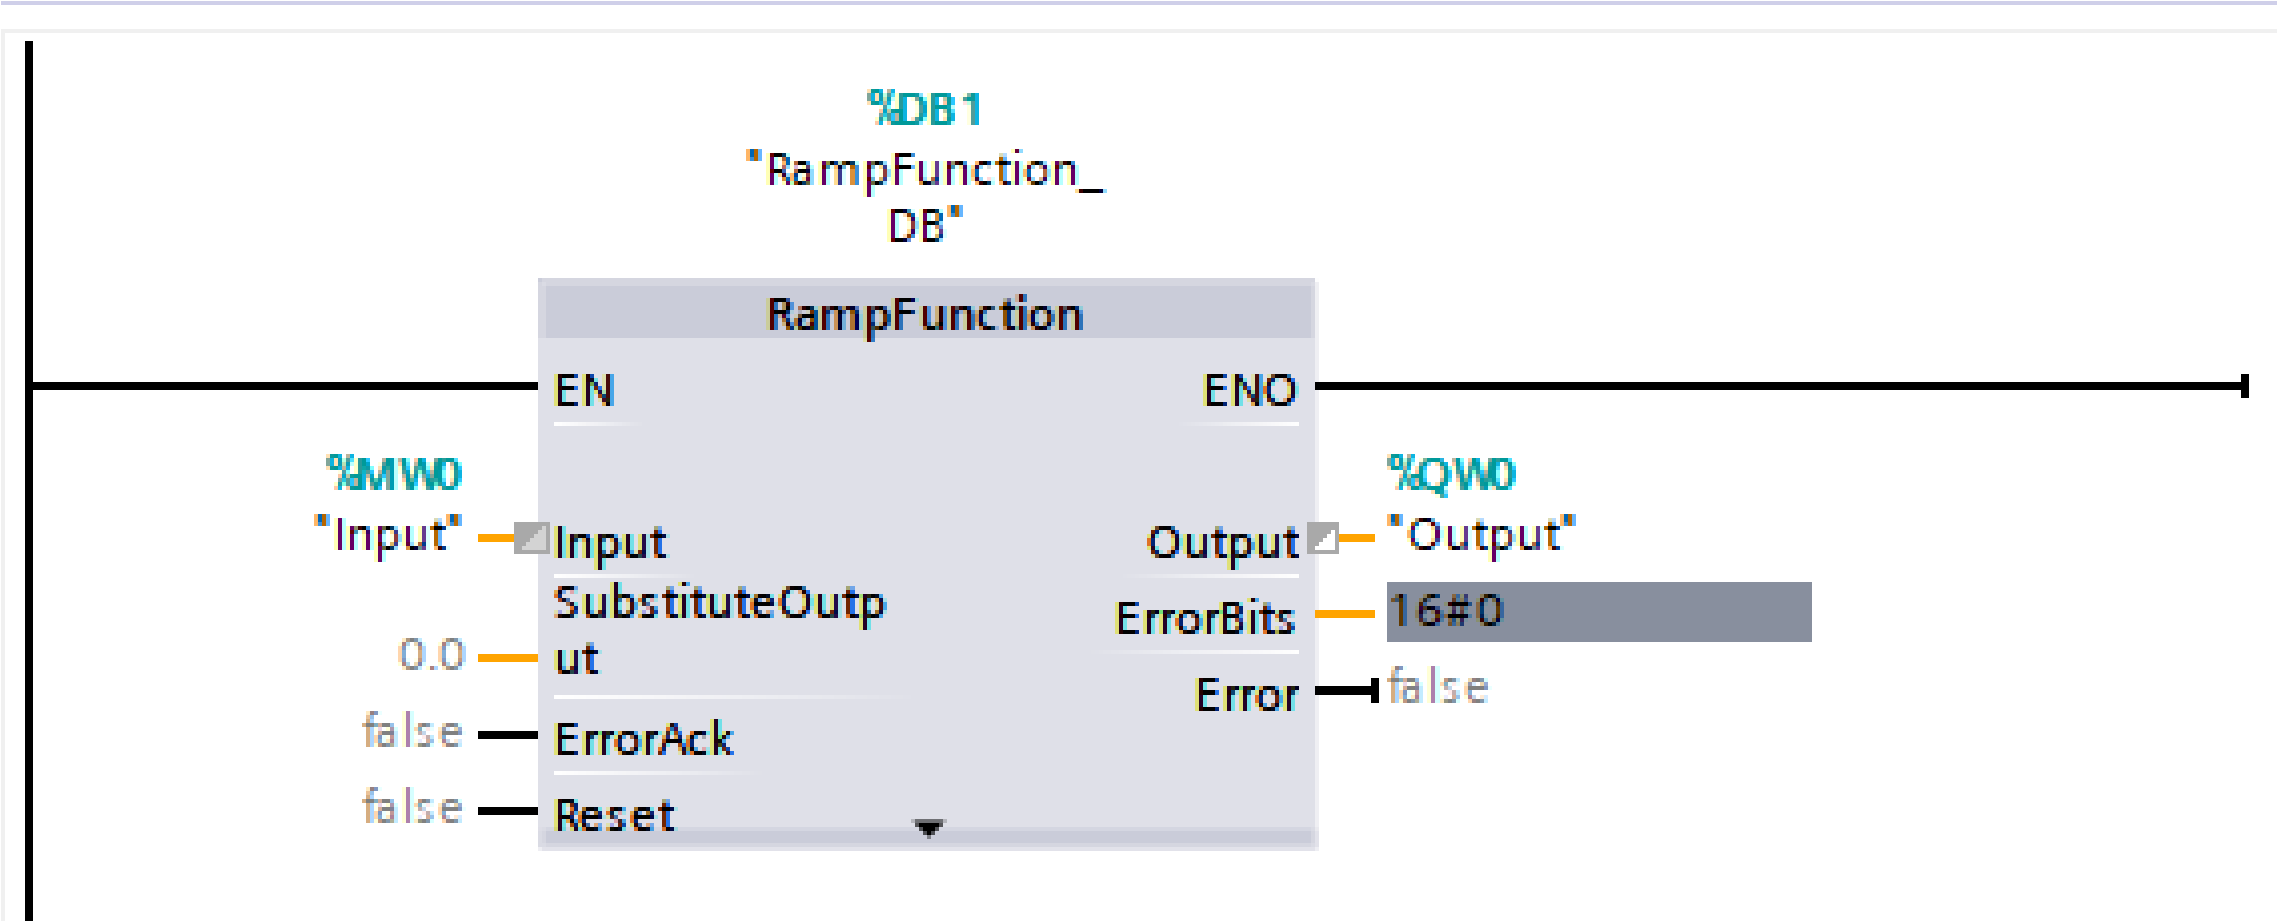 %DB1
"RampFunction_
DB"
RampFunction
EN
ENO
%MW0
"Input"
Input
Output
%QW0
"Output"
SubstituteOutp
ut
0.0
ErrorBits
16#0
Error
false
false
ErrorAck
false
Reset